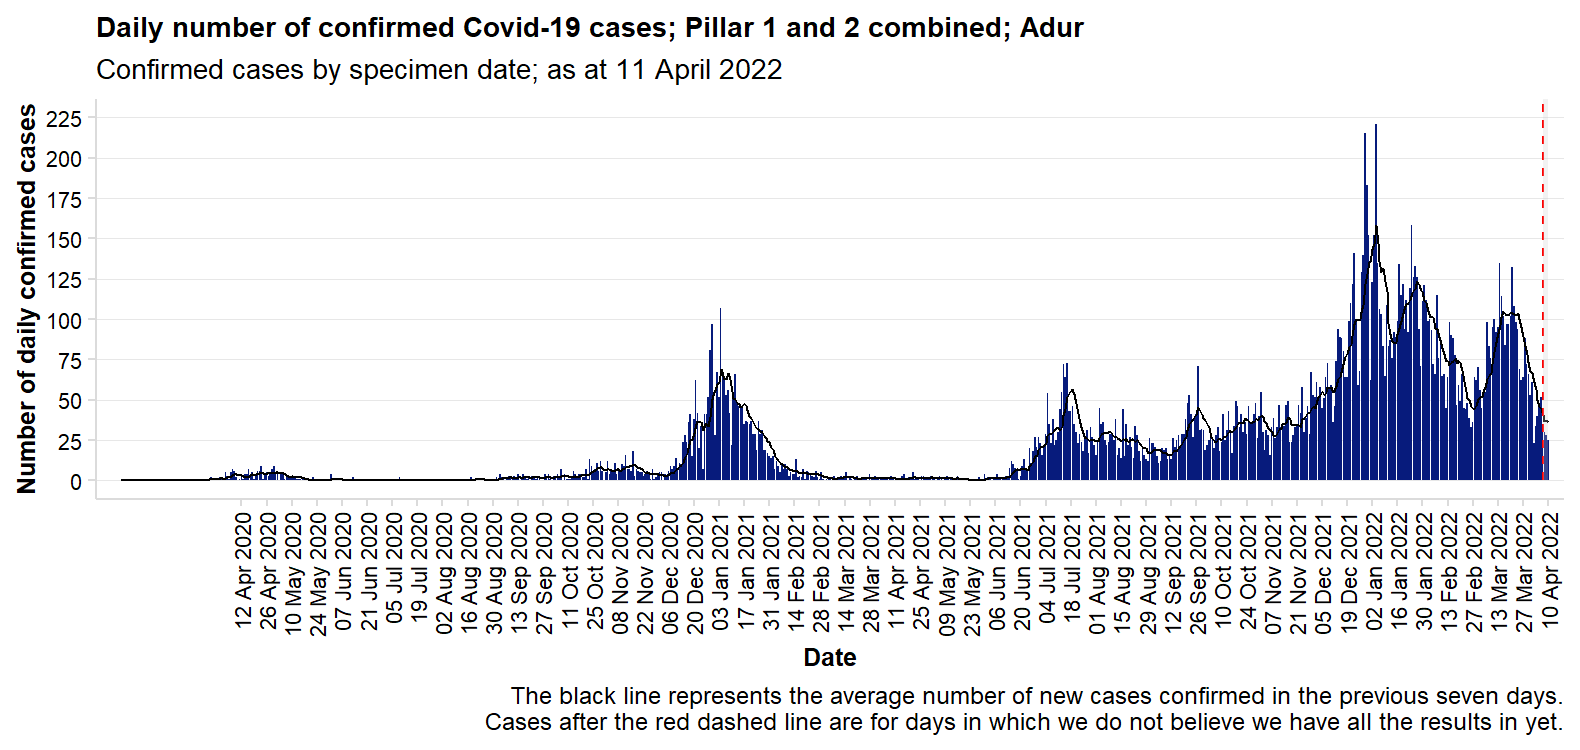 Daily number of confirmed Covid-19 cases; Pillar 1 and 2 combined; Adur
Confirmed cases by specimen date; as at 11 April 2022
Number of daily confirmed cases
225
200
175
150
125
100
75
50
25
0
12 Apr 2020
26 Apr 2020
10 May 2020
24 May 2020
07 Jun 2020
21 Jun 2020
05 Jul 2020
19 Jul 2020
02 Aug 2020
16 Aug 2020
30 Aug 2020
13 Sep 2020
27 Sep 2020
11 Oct 2020
25 Oct 2020
08 Nov 2020
22 Nov 2020
06 Dec 2020
20 Dec 2020
03 Jan 2021
17 Jan 2021
31 Jan 2021
14 Feb 2021
28 Feb 2021
14 Mar 2021
28 Mar 2021
11 Apr 2021
25 Apr 2021
09 May 2021
23 May 2021
06 Jun 2021
20 Jun 2021
04 Jul 2021
18 Jul 2021
01 Aug 2021
15 Aug 2021
29 Aug 2021
12 Sep 2021
26 Sep 2021
10 Oct 2021
24 Oct 2021
07 Nov 2021
21 Nov 2021
05 Dec 2021
19 Dec 2021
02 Jan 2022
16 Jan 2022
30 Jan 2022
13 Feb 2022
27 Feb 2022
13 Mar 2022
27 Mar 2022
10 Apr 2022
Date
The black line represents the average number of new cases confirmed in the previous seven days.
Cases after the red dashed line are for days in which we do not believe we have all the results in yet.